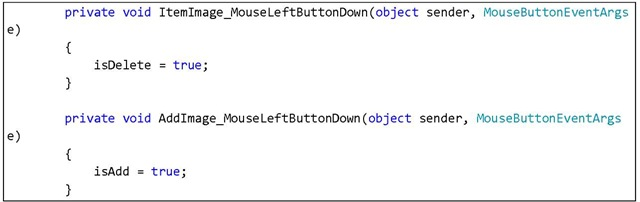 private void ItemImage_MouseLeftButtonDown(object sender, MouseButtonEventArgs
e)
{
isDelete = true;
}
private void AddImage_MouseLeftButtonDown(object sender, MouseButtonEventArgs
e)
{
isAdd = true;
}